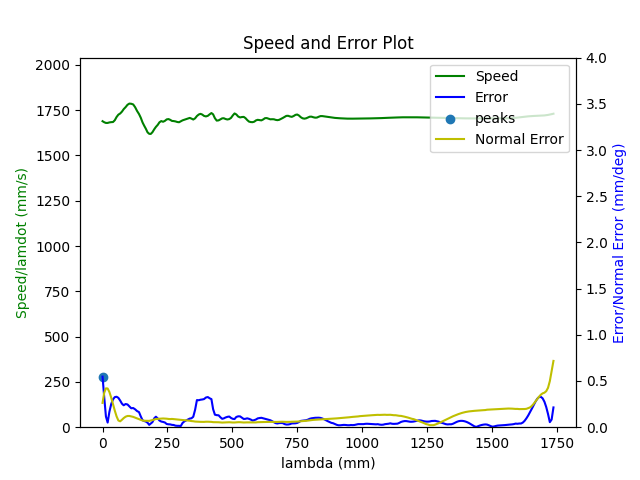 Speed and Error Plot
2000
1750
1500
1250
1000
750
500
250
0
Speed/lamdot (mm/s)
4.0
3.5
3.0
2.5
2.0
1.5
1.0
0.5
0.0
Error/Normal Error (mm/deg)
Speed
Error
peaks
Normal Error
0 250 500 750 1000 1250 1500 1750
lambda (mm)